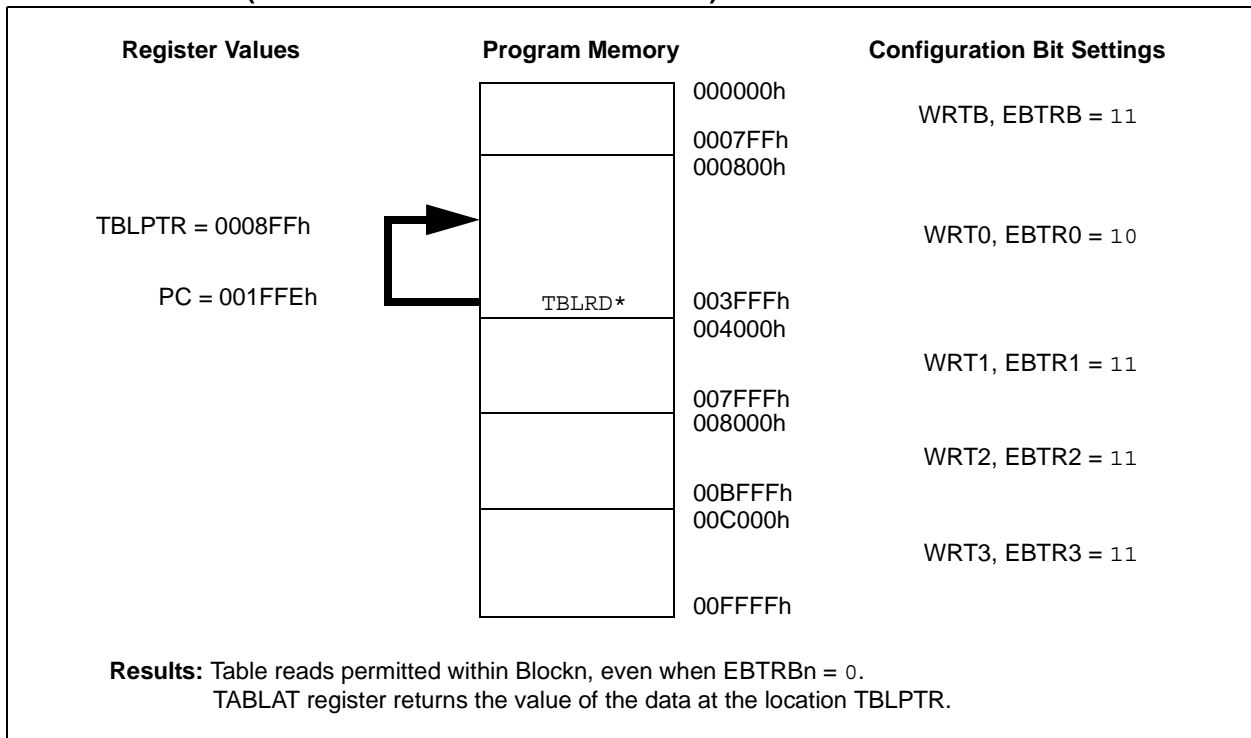 Register Values Program Memory Configuration Bit Settings
000000h
WRTB, EBTRB = 11
0007FFh
000800h
TBLPTR = 0008FFh
WRT0, EBTR0 = 10
PC = 001FFEh
TBLRD* 003FFFh
004000h
WRT1, EBTR1 = 11
007FFFh
008000h
WRT2, EBTR2 = 11
00BFFFh
00C000h
WRT3, EBTR3 = 11
00FFFFh
Results: Table reads permitted within Blockn, even when EBTRBn = 0.
TABLAT register returns the value of the data at the location TBLPTR.